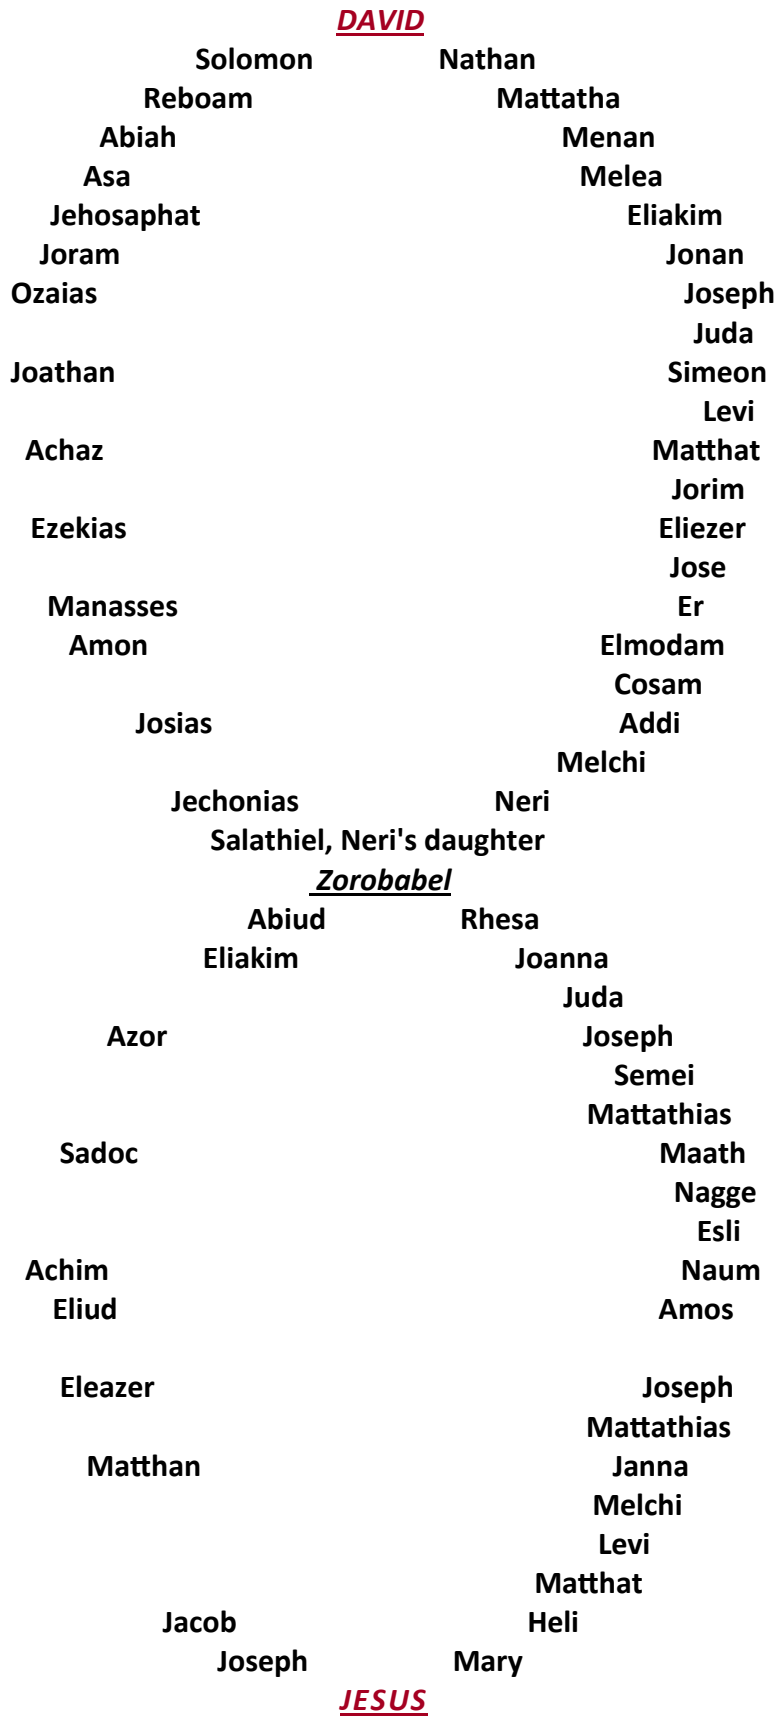 DAVID
Solomon Nathan
Reboam Mattatha
Abiah Menan
Asa Melea
Jehosaphat Eliakim
Joram Jonan
Ozaias Joseph
Juda
Joathan Simeon
Levi
Achaz Matthat
Jorim
Ezekias Eliezer
Jose
Manasses Er
Amon Elmodam
Cosam
Josias Addi
Melchi
Jechonias Neri
Salathiel, Neri's daughter
Zorobabel
Abiud Rhesa
Eliakim Joanna
Juda
Azor Joseph
Semei
Mattathias
Sadoc Maath
Nagge
Esli
Achim Naum
Eliud Amos
Eleazer Joseph
Mattathias
Matthan Janna
Melchi
Levi
Matthat
Jacob Heli
Joseph Mary
JESUS